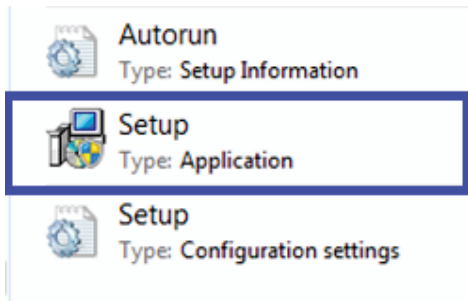 Autorun
Type: Setup Information
Setup
Type: Application
Setup
Type: Configuration settings